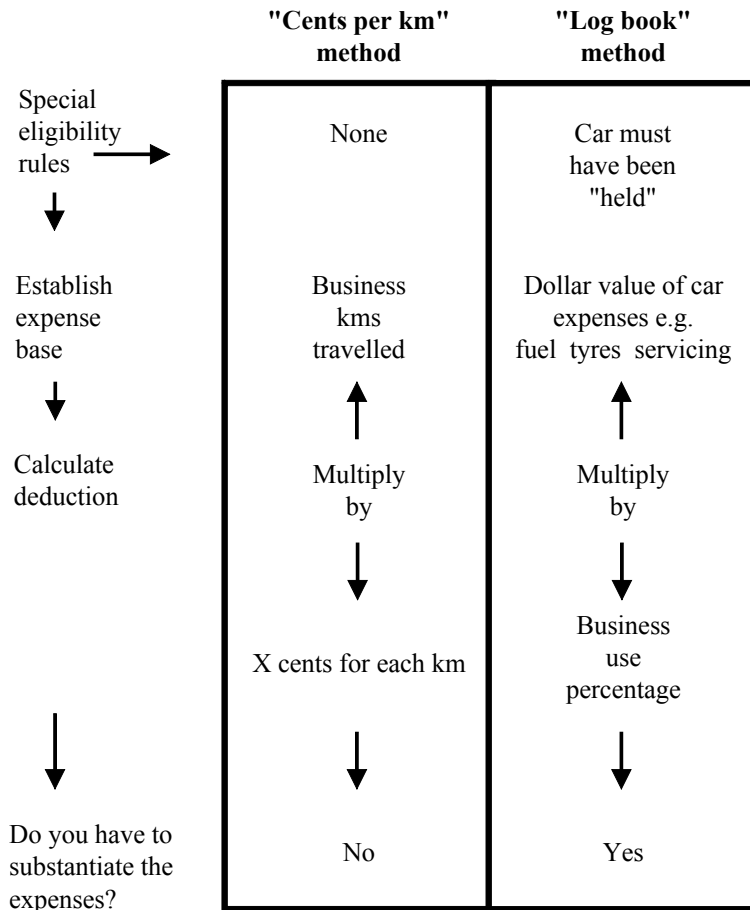 "Cents per km"
method
"Log book"
method
Special
eligibility
rules
None
Car must
have been
"held"
Establish
expense
base
Business
kms
travelled
Dollar value of car
expenses e.g.
fuel tyres servicing
Calculate
deduction
Multiply
by
Multiply
by
X cents for each km
Business
use
percentage
Do you have to
substantiate the
expenses?
No
Yes